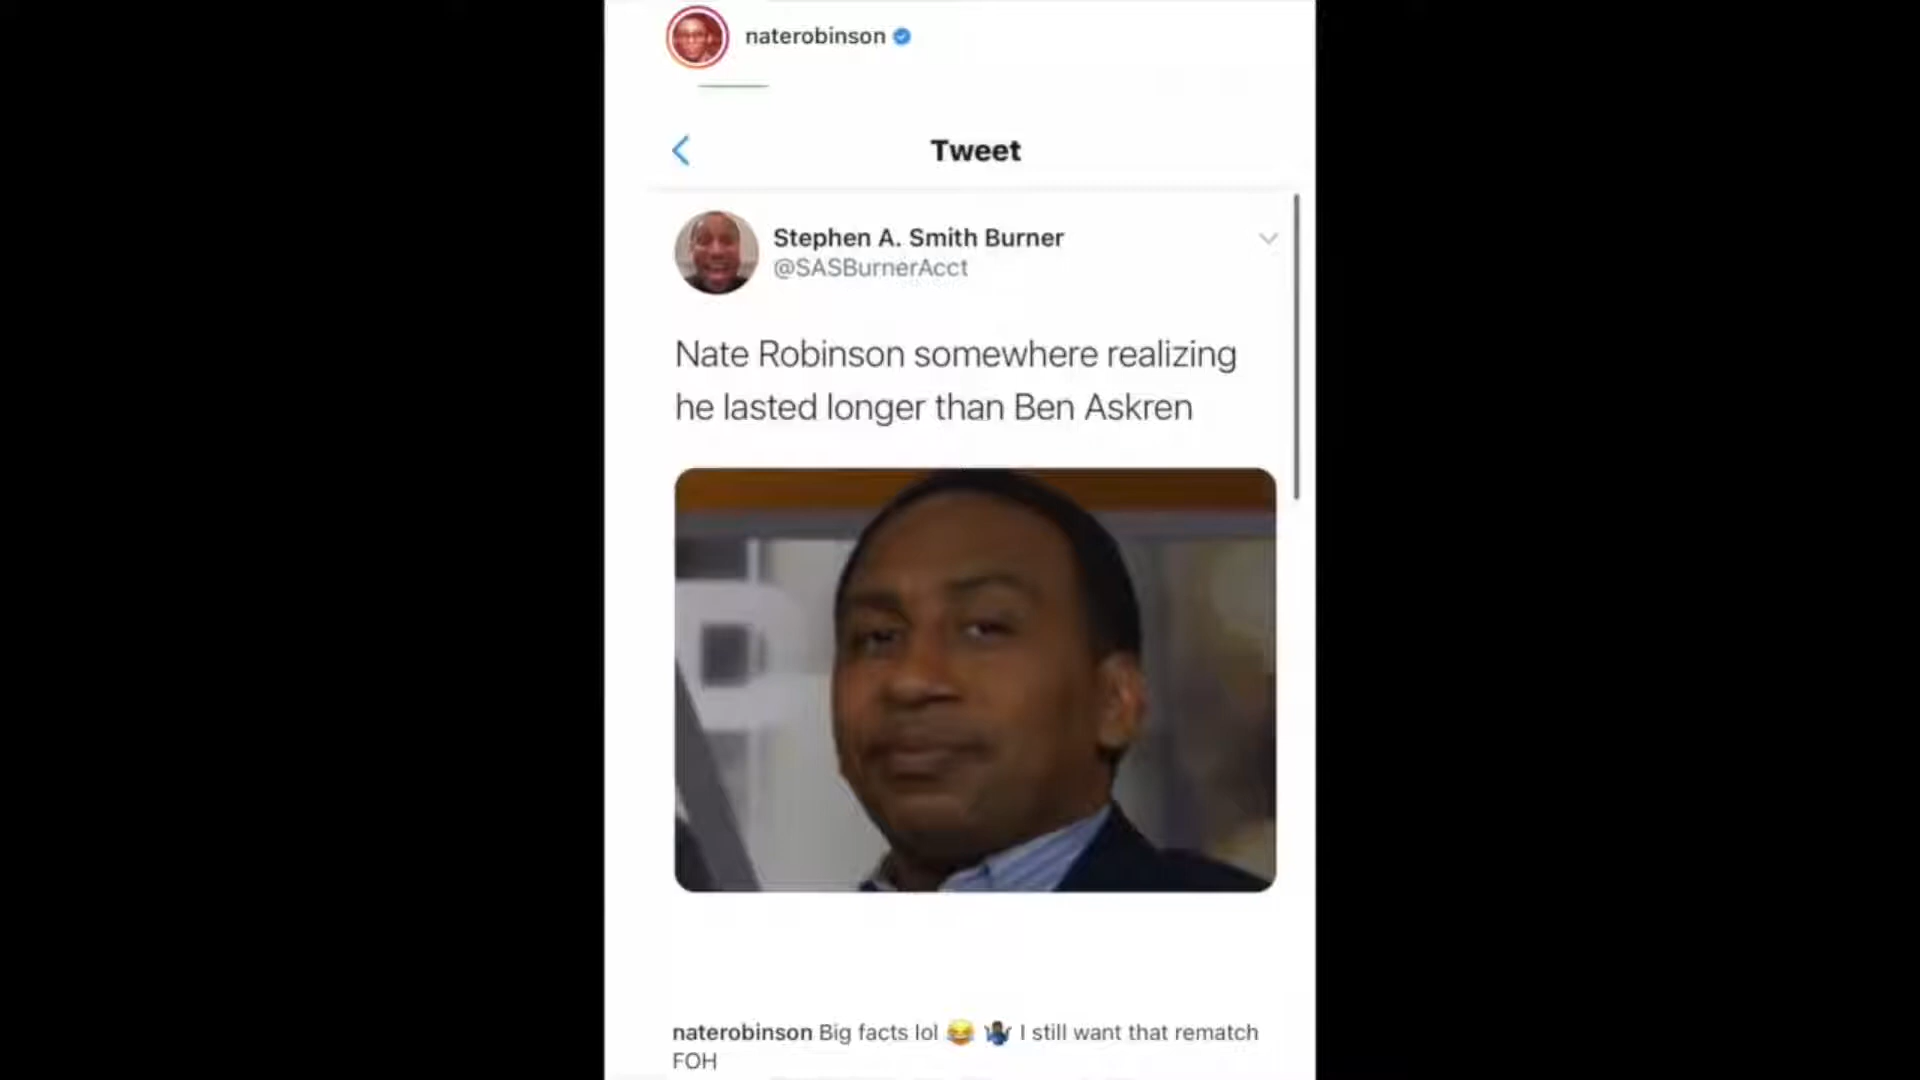 naterobinson
Tweet
Stephen A. Smith Burner
@SASBurnerAcct
Nate Robinson somewhere realizing
he lasted longer than Ben Askren
naterobinson Big facts lol 😂 🤷🏿‍♂️ I still want that rematch
FOH